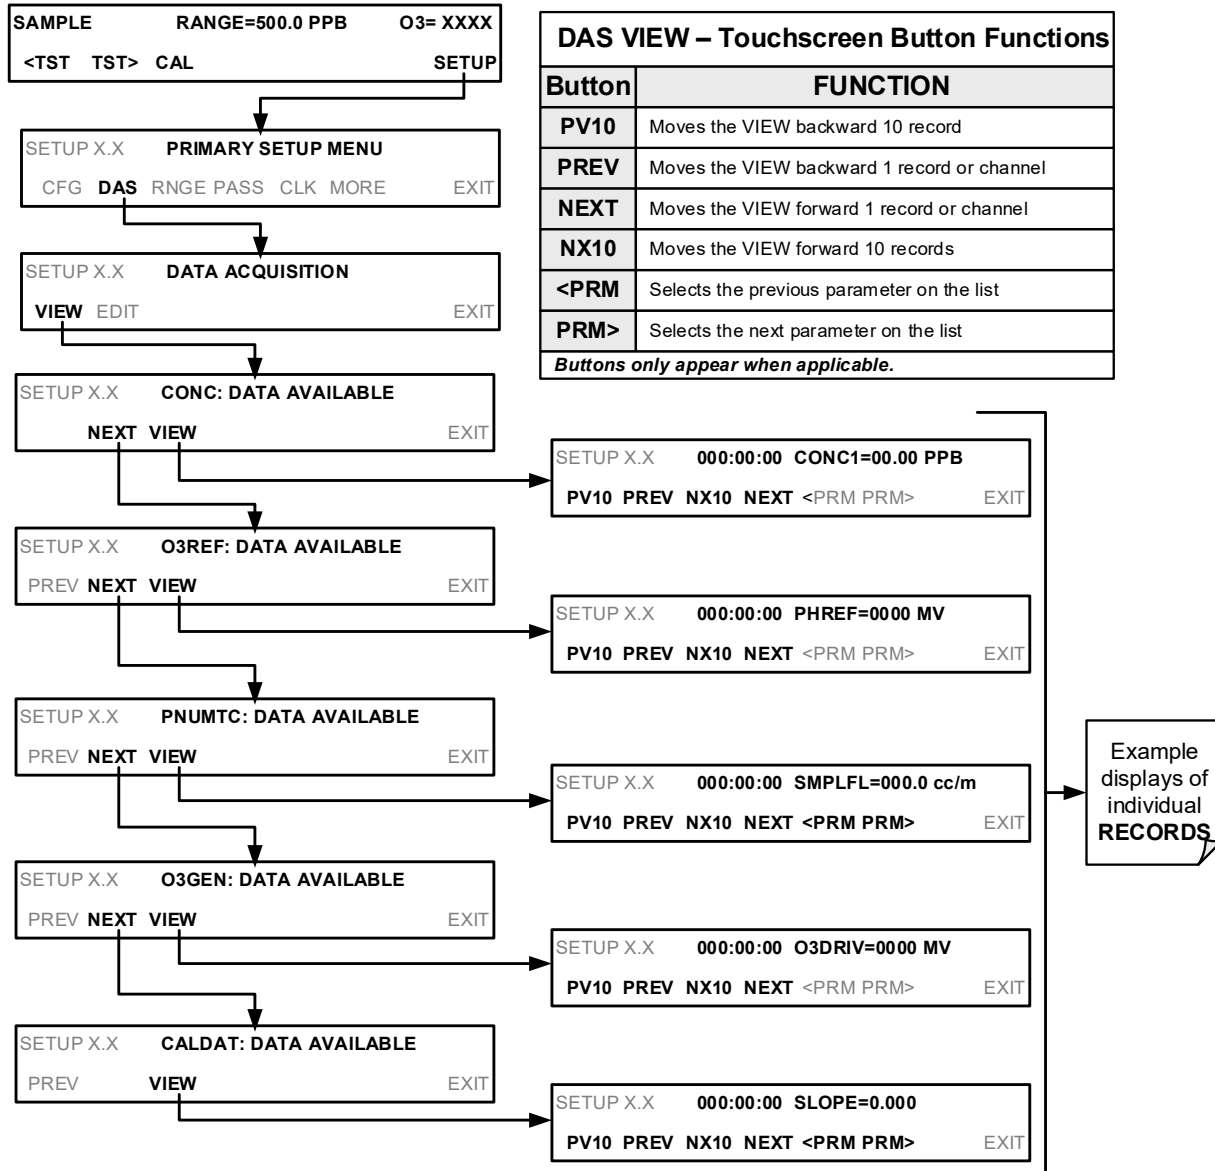 SAMPLE RANGE=500.0 PPB O3= XXXX
<TST TST> CAL SETUP
SETUP X.X PRIMARY SETUP MENU
CFG DAS RNGE PASS CLK MORE EXIT
SETUP X.X DATA ACQUISITION
VIEW EDIT EXIT
DAS VIEW – Touchscreen Button Functions
Button FUNCTION
PV10 Moves the VIEW backward 10 record
PREV Moves the VIEW backward 1 record or channel
NEXT Moves the VIEW forward 1 record or channel
NX10 Moves the VIEW forward 10 records
<PRM Selects the previous parameter on the list
PRM> Selects the next parameter on the list
Buttons only appear when applicable.
SETUP X.X CONC: DATA AVAILABLE
NEXT VIEW EXIT
SETUP X.X 000:00:00 CONC1=00.00 PPB
PV10 PREV NX10 NEXT <PRM PRM> EXIT
SETUP X.X O3REF: DATA AVAILABLE
PREV NEXT VIEW EXIT
SETUP X.X 000:00:00 PHREF=0000 MV
PV10 PREV NX10 NEXT <PRM PRM> EXIT
SETUP X.X PNUMTC: DATA AVAILABLE
PREV NEXT VIEW EXIT
SETUP X.X 000:00:00 SMPLFL=000.0 cc/m
PV10 PREV NX10 NEXT <PRM PRM> EXIT
SETUP X.X O3GEN: DATA AVAILABLE
PREV NEXT VIEW EXIT
SETUP X.X 000:00:00 O3DRIV=0000 MV
PV10 PREV NX10 NEXT <PRM PRM> EXIT
SETUP X.X CALDAT: DATA AVAILABLE
PREV VIEW EXIT
SETUP X.X 000:00:00 SLOPE=0.000
PV10 PREV NX10 NEXT <PRM PRM> EXIT
Example
displays of
individual
RECORDS